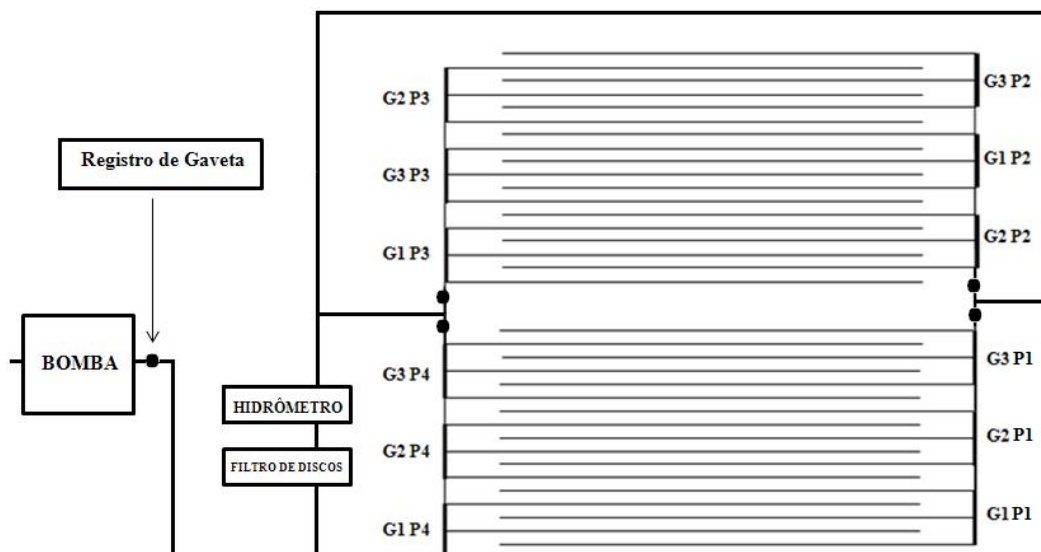 G3 P2
G2 P3
Registro de Gaveta
G1 P2
G3 P3
G2 P2
G1 P3
BOMBA
G3 P1
G3 P4
HIDRÔMETRO
G2 P1
G2 P4
FILTRO DE DISCOS
G1 P1
G1 P4